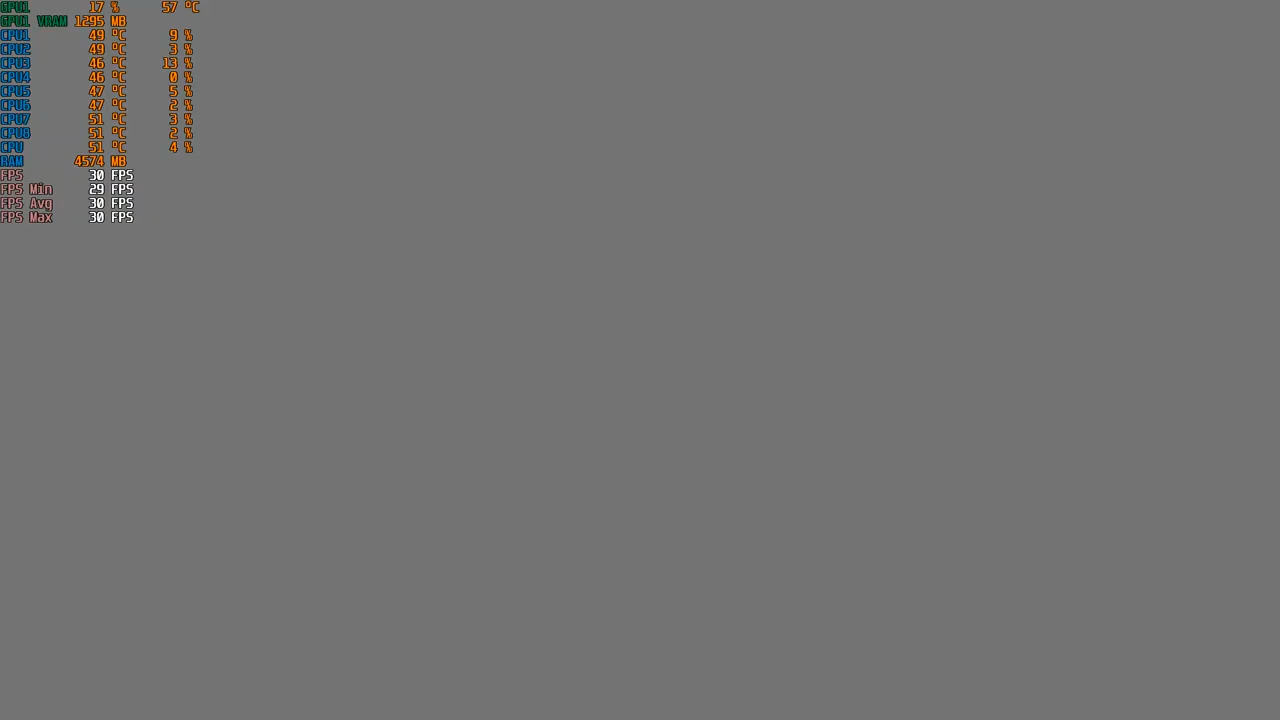 GPU1 17 % 57 °C
GPU1 VRAM 1295 MB
CPU1 49 °C 9 %
CPU2 49 °C 3 %
CPU3 46 °C 13 %
CPU4 46 °C 0 %
CPU5 47 °C 5 %
CPU6 47 °C 2 %
CPU7 51 °C 3 %
CPU8 51 °C 2 %
CPU 51 °C 4 %
RAM 4574 MB
FPS 30 FPS
FPS Min 29 FPS
FPS Avg 30 FPS
FPS Max 30 FPS